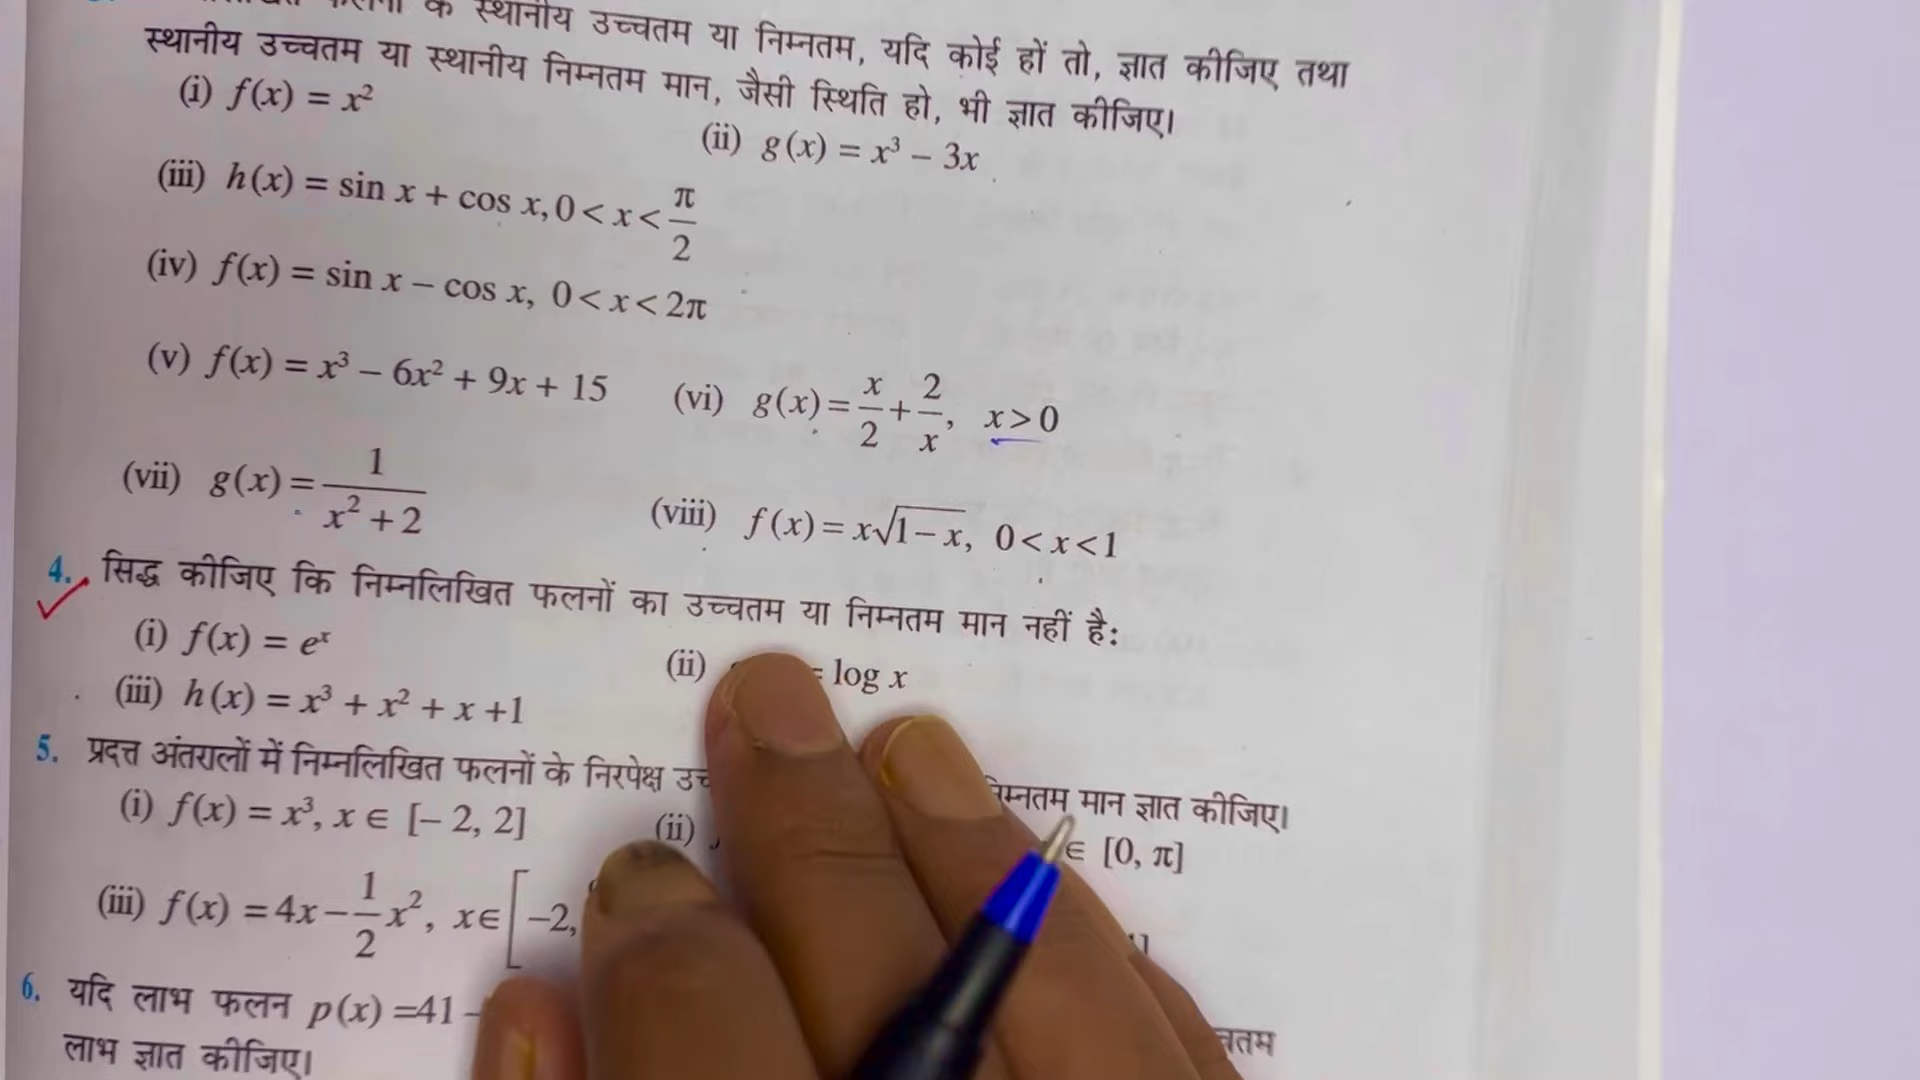 के स्थानीय उच्चतम या निम्नतम, यदि कोई हों तो, ज्ञात कीजिए तथा
स्थानीय उच्चतम या स्थानीय निम्नतम मान, जैसी स्थिति हो, भी ज्ञात कीजिए।
(i) f(x) = x² (ii) g(x) = x³ – 3x
(iii) h(x) = sin x + cos x, 0 < x < π/2
(iv) f(x) = sin x – cos x, 0 < x < 2π
(v) f(x) = x³ – 6x² + 9x + 15 (vi) g(x) = x/2 + 2/x, x > 0
(vii) g(x) = 1/(x² + 2) (viii) f(x) = x√(1 – x), 0 < x < 1
4. सिद्ध कीजिए कि निम्नलिखित फलनों का उच्चतम या निम्नतम मान नहीं है:
(i) f(x) = eˣ (ii) = log x
(iii) h(x) = x³ + x² + x +1
5. प्रदत्त अंतरालों में निम्नलिखित फलनों के निरपेक्ष मान ज्ञात कीजिए।
(i) f(x) = x³, x ∈ [– 2, 2] (ii) ∈ [0, π]
(iii) f(x) = 4x – 1/2 x², x ∈ [–2,
6. यदि लाभ फलन p(x) =41 –
लाभ ज्ञात कीजिए।